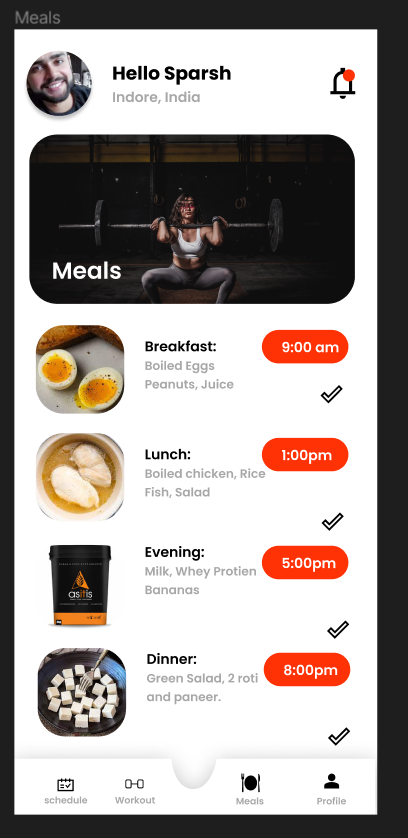 Meals
Hello Sparsh
Indore, India
Meals
Breakfast:
9:00 am
Boiled Eggs
Peanuts, Juice
Lunch:
1:00pm
Boiled chicken, Rice
Fish, Salad
Evening:
5:00pm
Milk, Whey Protien
Bananas
asitis
Dinner:
8:00pm
Green Salad, 2 roti
and paneer.
schedule
Workout
Meals
Profile